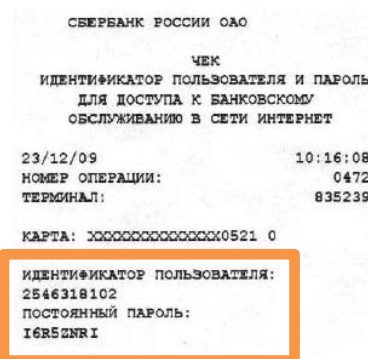 СБЕРБАНК РОССИИ ОАО
ЧЕК
ИДЕНТИФИКАТОР ПОЛЬЗОВАТЕЛЯ И ПАРОЛЬ
ДЛЯ ДОСТУПА К БАНКОВСКОМУ
ОБСЛУЖИВАНИЮ В СЕТИ ИНТЕРНЕТ
23/12/09 10:16:08
НОМЕР ОПЕРАЦИИ: 0472
ТЕРМИНАЛ: 835239
КАРТА: XXXXXXXXXXXXXX0521 0
ИДЕНТИФИКАТОР ПОЛЬЗОВАТЕЛЯ:
2546318102
ПОСТОЯННЫЙ ПАРОЛЬ:
I6R5ZNRI